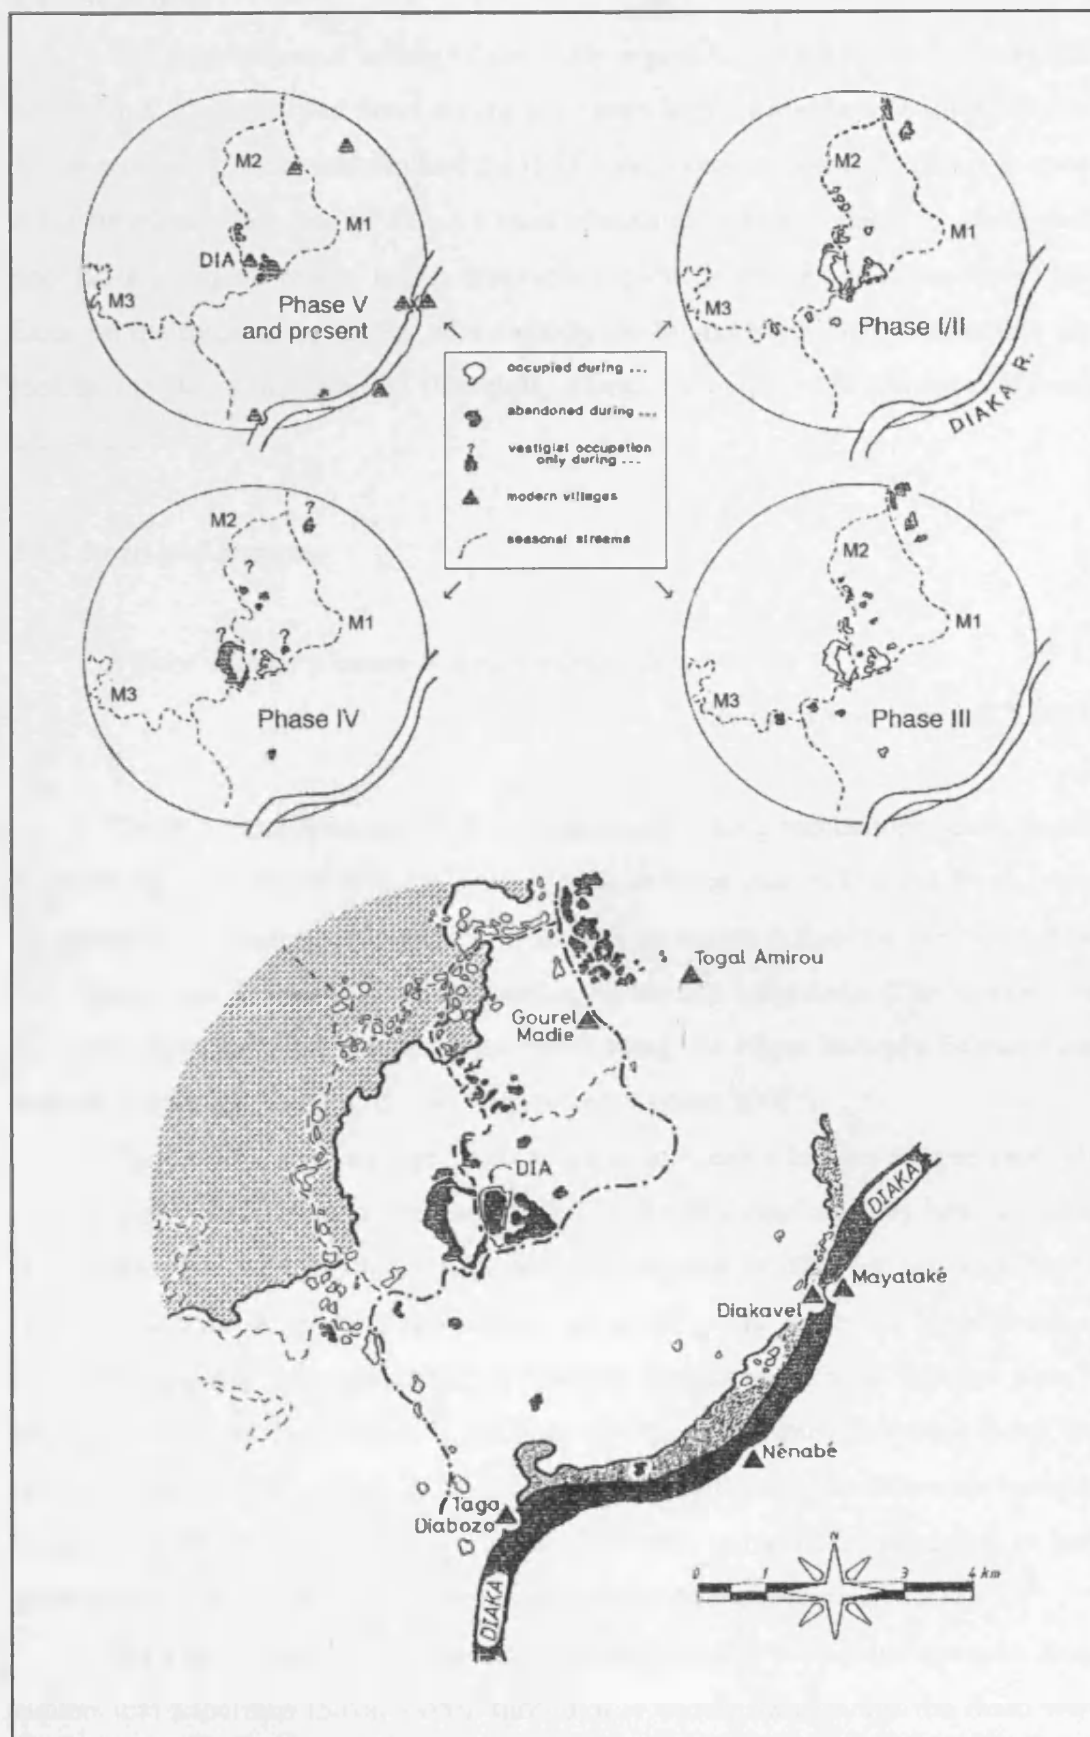 M2
M1
DIA
M3
Phase V
and present
M2
M1
M3
Phase I/II
DIAKA R.
occupied during ...
abandoned during ...
?
vestigial occupation
only during ...
modern villages
seasonal streams
?
M2
?
M1
?
?
M3
Phase IV
M2
M1
M3
Phase III
Togal Amirou
Gourel
Madie
DIA
DIAKA
Mayataké
Diakavel
Nénabé
Taga
Diabozo
DIAKA
N
0 1 3 4 km